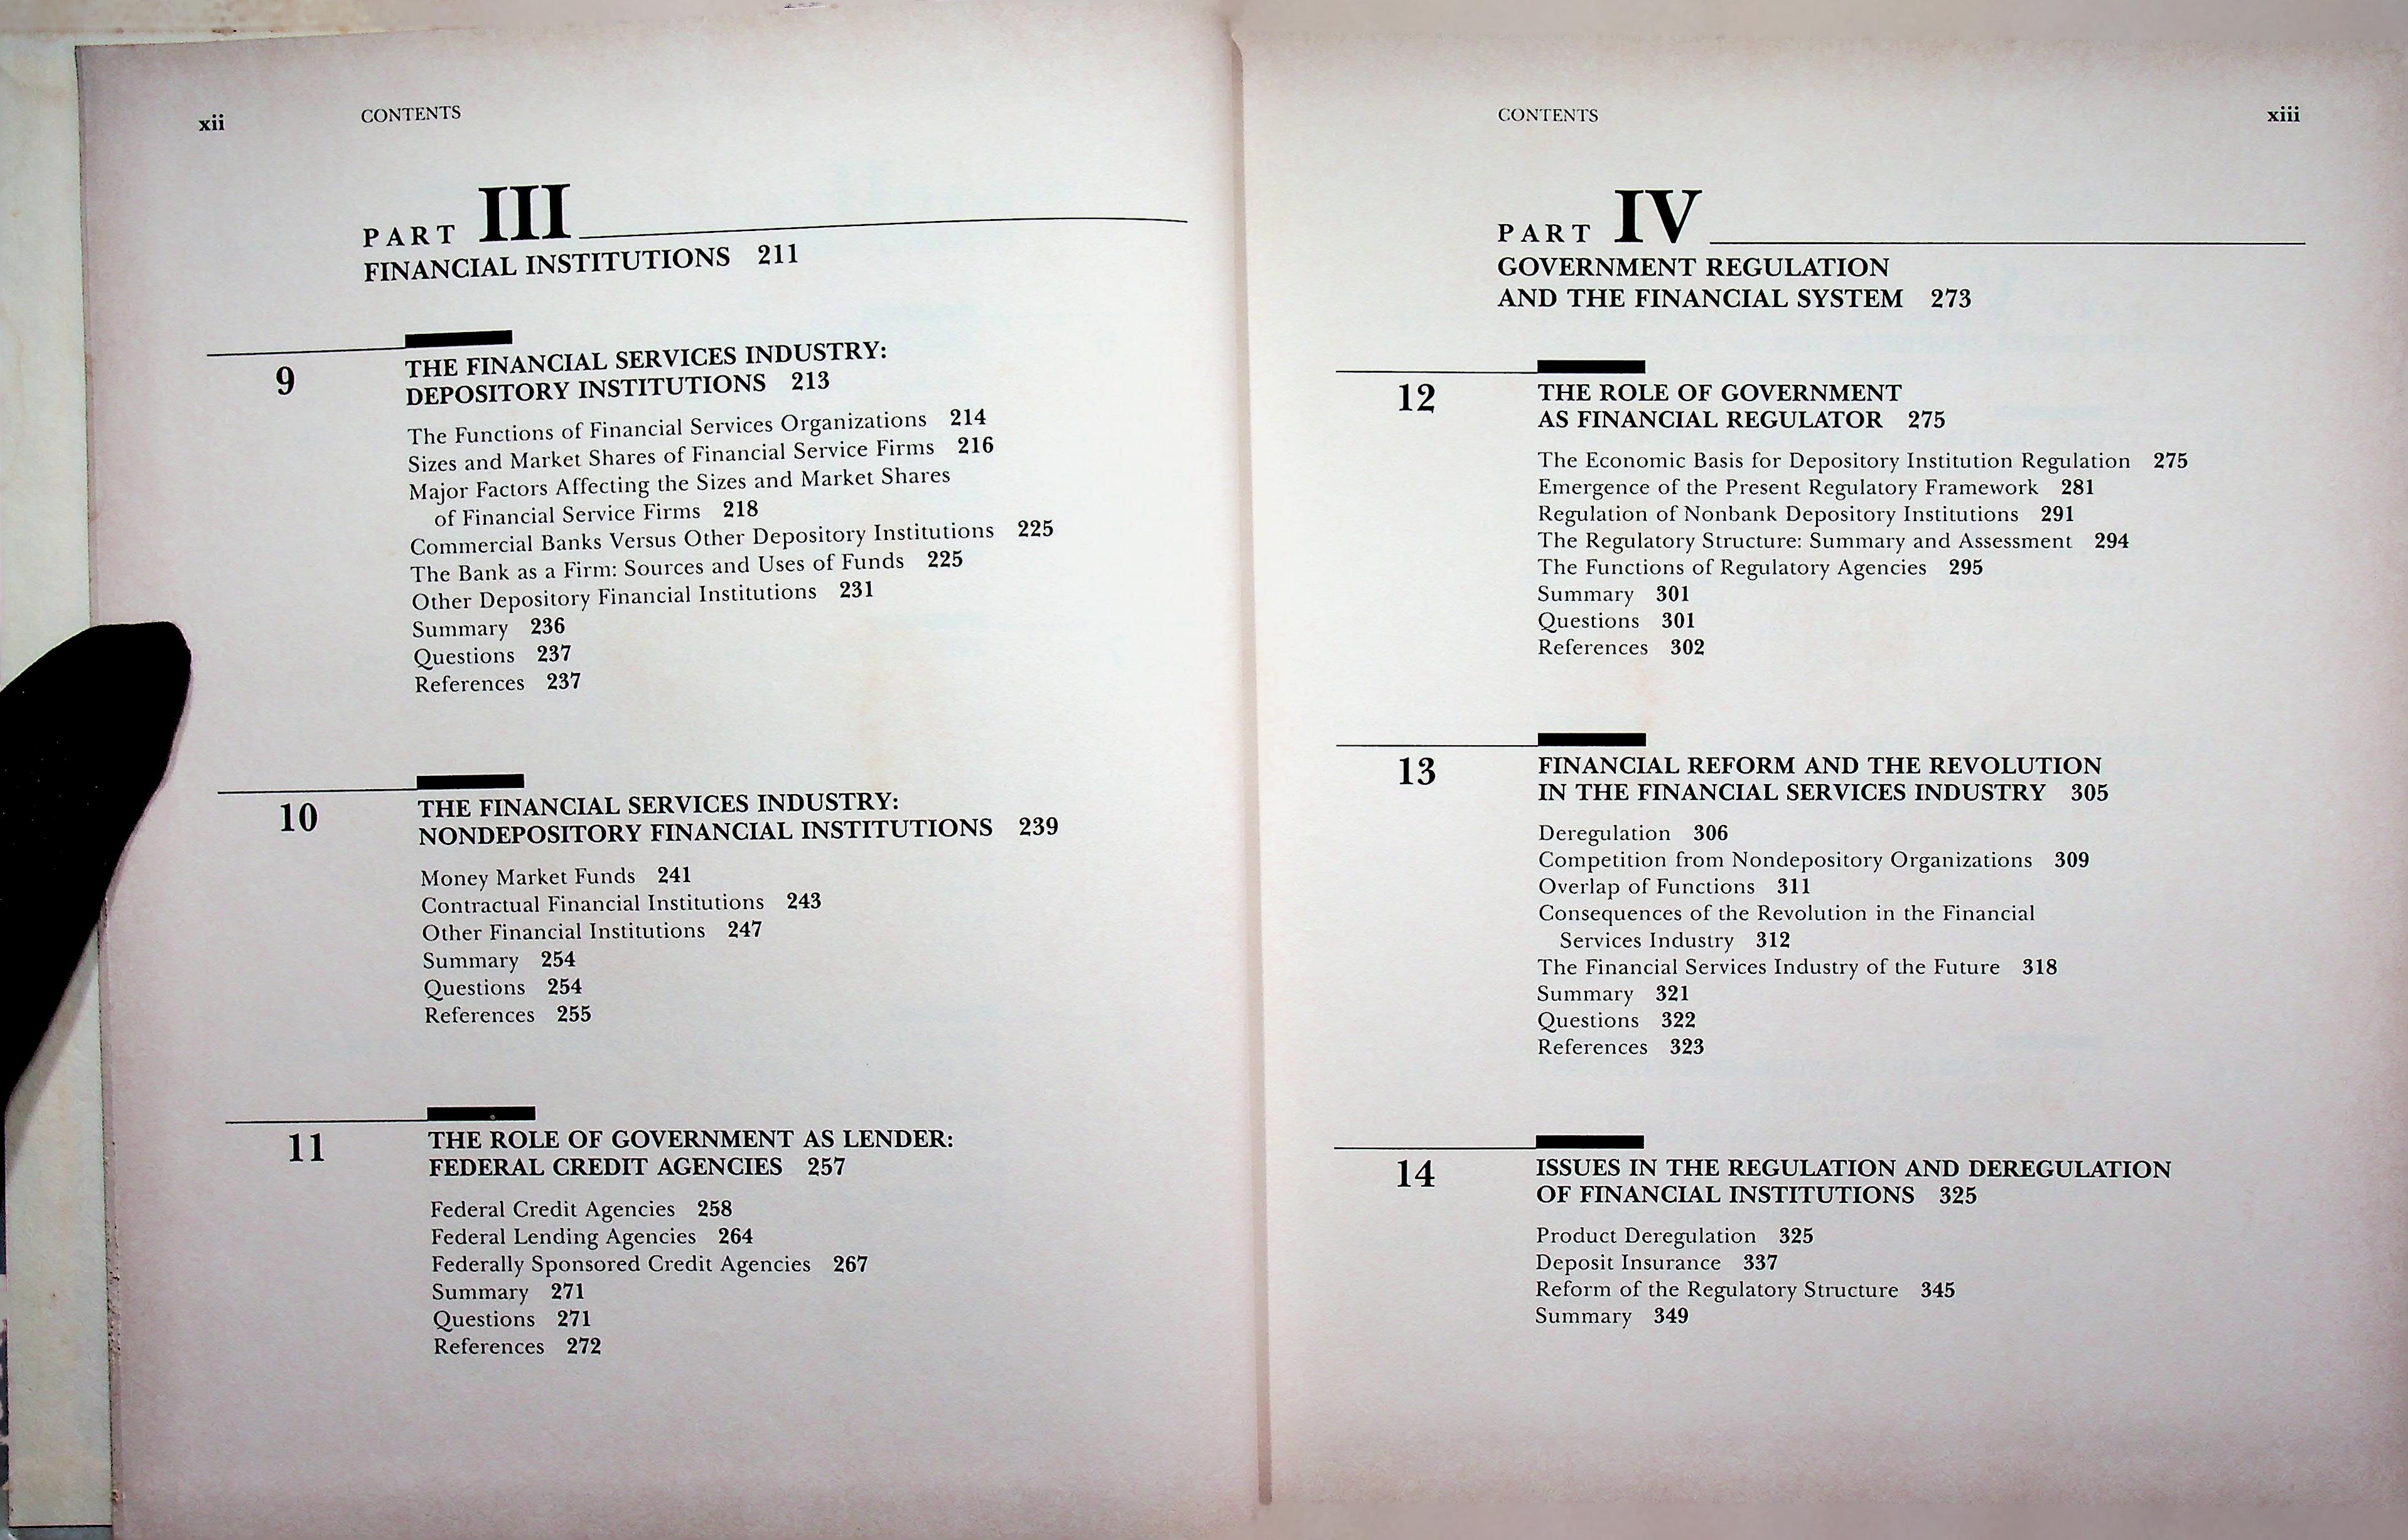 xii CONTENTS
PART III
FINANCIAL INSTITUTIONS 211
9 THE FINANCIAL SERVICES INDUSTRY:
DEPOSITORY INSTITUTIONS 213
The Functions of Financial Services Organizations 214
Sizes and Market Shares of Financial Service Firms 216
Major Factors Affecting the Sizes and Market Shares
of Financial Service Firms 218
Commercial Banks Versus Other Depository Institutions 225
The Bank as a Firm: Sources and Uses of Funds 225
Other Depository Financial Institutions 231
Summary 236
Questions 237
References 237
10 THE FINANCIAL SERVICES INDUSTRY:
NONDEPOSITORY FINANCIAL INSTITUTIONS 239
Money Market Funds 241
Contractual Financial Institutions 243
Other Financial Institutions 247
Summary 254
Questions 254
References 255
11 THE ROLE OF GOVERNMENT AS LENDER:
FEDERAL CREDIT AGENCIES 257
Federal Credit Agencies 258
Federal Lending Agencies 264
Federally Sponsored Credit Agencies 267
Summary 271
Questions 271
References 272
CONTENTS xiii
PART IV
GOVERNMENT REGULATION
AND THE FINANCIAL SYSTEM 273
12 THE ROLE OF GOVERNMENT
AS FINANCIAL REGULATOR 275
The Economic Basis for Depository Institution Regulation 275
Emergence of the Present Regulatory Framework 281
Regulation of Nonbank Depository Institutions 291
The Regulatory Structure: Summary and Assessment 294
The Functions of Regulatory Agencies 295
Summary 301
Questions 301
References 302
13 FINANCIAL REFORM AND THE REVOLUTION
IN THE FINANCIAL SERVICES INDUSTRY 305
Deregulation 306
Competition from Nondepository Organizations 309
Overlap of Functions 311
Consequences of the Revolution in the Financial
Services Industry 312
The Financial Services Industry of the Future 318
Summary 321
Questions 322
References 323
14 ISSUES IN THE REGULATION AND DEREGULATION
OF FINANCIAL INSTITUTIONS 325
Product Deregulation 325
Deposit Insurance 337
Reform of the Regulatory Structure 345
Summary 349